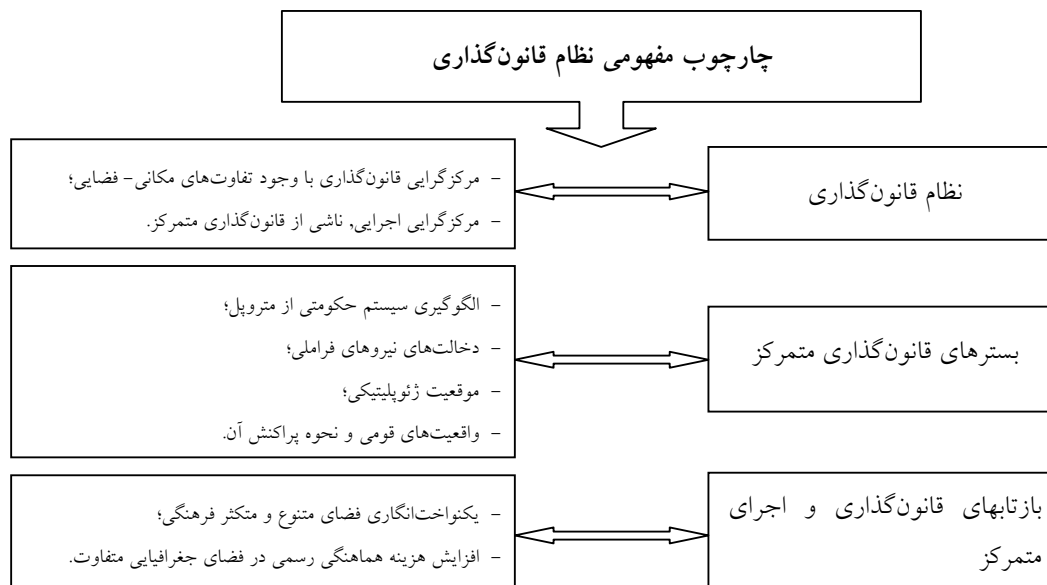 چارچوب مفهومی نظام قانون‌گذاری
نظام قانون‌گذاری
- مرکزگرایی قانون‌گذاری با وجود تفاوت‌های مکانی- فضایی؛
- مرکزگرایی اجرایی, ناشی از قانون‌گذاری متمرکز.
بسترهای قانون‌گذاری متمرکز
- الگوگیری سیستم حکومتی از متروپل؛
- دخالت‌های نیروهای فراملی؛
- موقعیت ژئوپلیتیکی؛
- واقعیت‌های قومی و نحوه پراکنش آن.
بازتابهای قانون‌گذاری و اجرای
متمرکز
- یکنواخت‌انگاری فضای متنوع و متکثر فرهنگی؛
- افزایش هزینه هماهنگی رسمی در فضای جغرافیایی متفاوت.